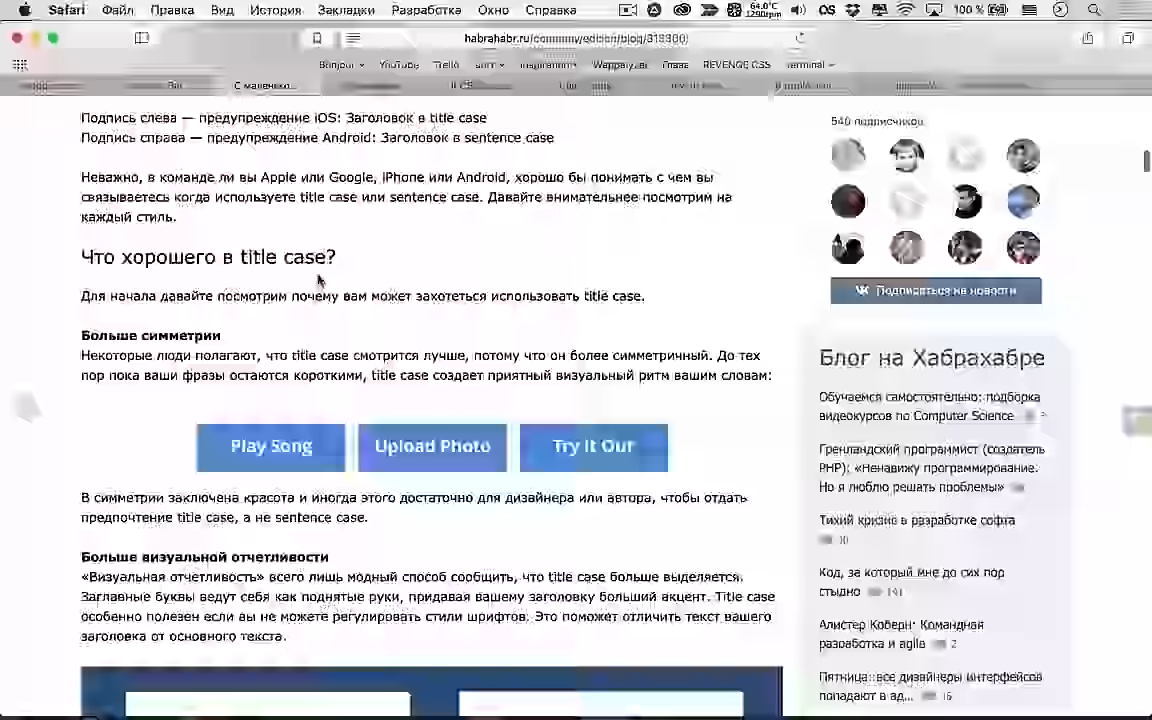 Safari Файл Правка Вид История Закладки Разработка Окно Справка 64.0°C 1290rpm 100 %
YouTube Trello REVENGE CSS
Подпись слева — предупреждение iOS: Заголовок в title case
Подпись справа — предупреждение Android: Заголовок в sentence case
Неважно, в команде ли вы Apple или Google, iPhone или Android, хорошо бы понимать с чем вы
связываетесь когда используете title case или sentence case. Давайте внимательнее посмотрим на
каждый стиль.
Что хорошего в title case?
Для начала давайте посмотрим почему вам может захотеться использовать title case.
Больше симметрии
Некоторые люди полагают, что title case смотрится лучше, потому что он более симметричный. До тех
пор пока ваши фразы остаются короткими, title case создает приятный визуальный ритм вашим словам:
Play Song Upload Photo Try It Out
В симметрии заключена красота и иногда этого достаточно для дизайнера или автора, чтобы отдать
предпочтение title case, а не sentence case.
Больше визуальной отчетливости
«Визуальная отчетливость» всего лишь модный способ сообщить, что title case больше выделяется.
Заглавные буквы ведут себя как поднятые руки, придавая вашему заголовку больший акцент. Title case
особенно полезен если вы не можете регулировать стили шрифтов. Это поможет отличить текст вашего
заголовка от основного текста.
540 подписчиков
Подписаться на новости
Блог на Хабрахабре
Обучаемся самостоятельно: подборка
видеокурсов по Computer Science
Гренландский программист (создатель
PHP): «Ненавижу программирование.
Но я люблю решать проблемы»
Тихий кризис в разработке софта
Код, за который мне до сих пор
стыдно
Алистер Коберн: Командная
разработка и agile 2
Пятница: все дизайнеры интерфейсов
попадают в ад... 16